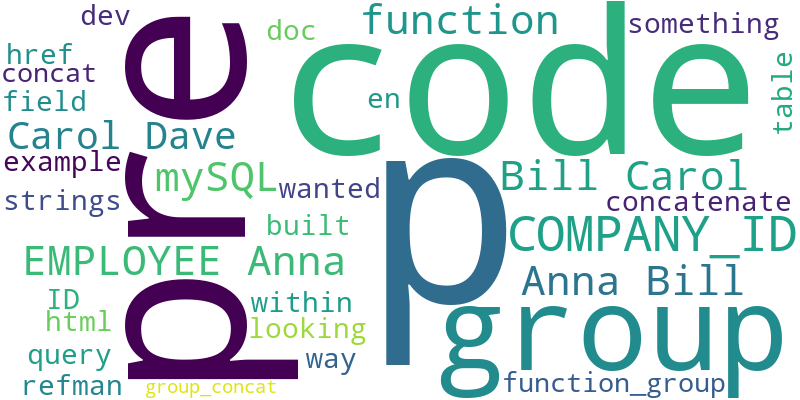 dev
doc
function
something
href
concat
field
pre
code
en
table
Carol Dave
example
strings
mySQL
wanted
p
Bill Carol
concatenate
built
COMPANY_ID
EMPLOYEE Anna
Anna Bill
ID
html
within
looking
group
query
way
refman
group_concat
function_group